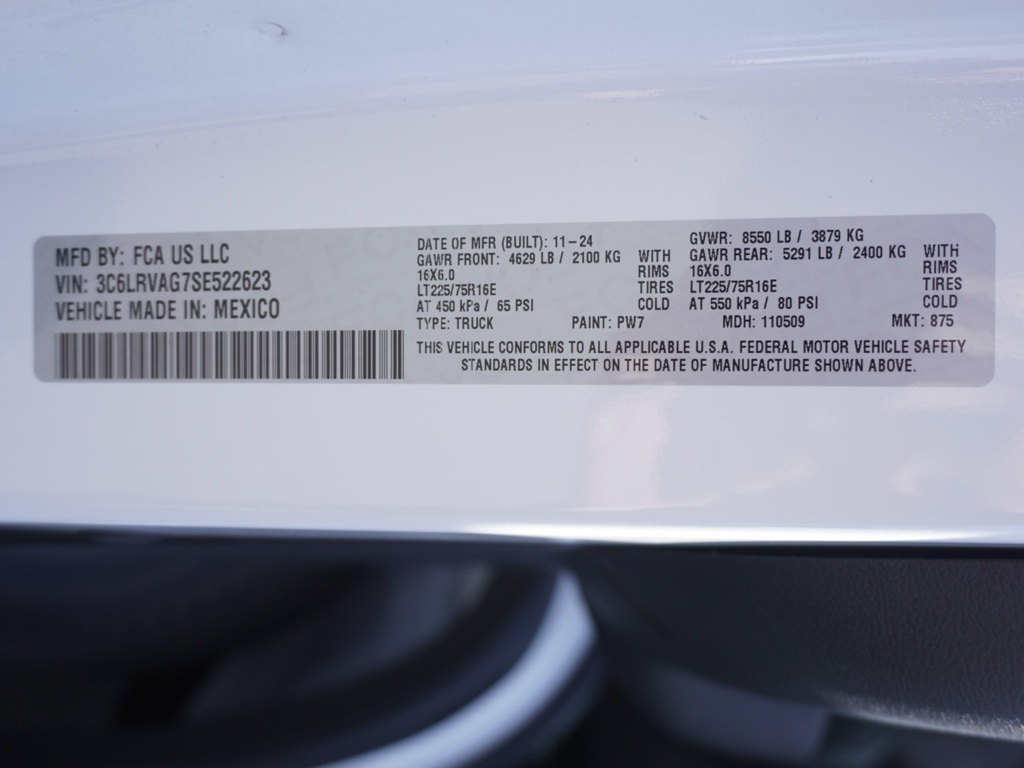 MFD BY: FCA US LLC
VIN: 3C6LRVAG7SE522623
VEHICLE MADE IN: MEXICO
DATE OF MFR (BUILT): 11-24
GAWR FRONT: 4629 LB / 2100 KG WITH
16X6.0 RIMS
LT225/75R16E TIRES
AT 450 kPa / 65 PSI COLD
GVWR: 8550 LB / 3879 KG
GAWR REAR: 5291 LB / 2400 KG WITH
16X6.0 RIMS
LT225/75R16E TIRES
AT 550 kPa / 80 PSI COLD
TYPE: TRUCK PAINT: PW7 MDH: 110509 MKT: 875
THIS VEHICLE CONFORMS TO ALL APPLICABLE U.S.A. FEDERAL MOTOR VEHICLE SAFETY
STANDARDS IN EFFECT ON THE DATE OF MANUFACTURE SHOWN ABOVE.